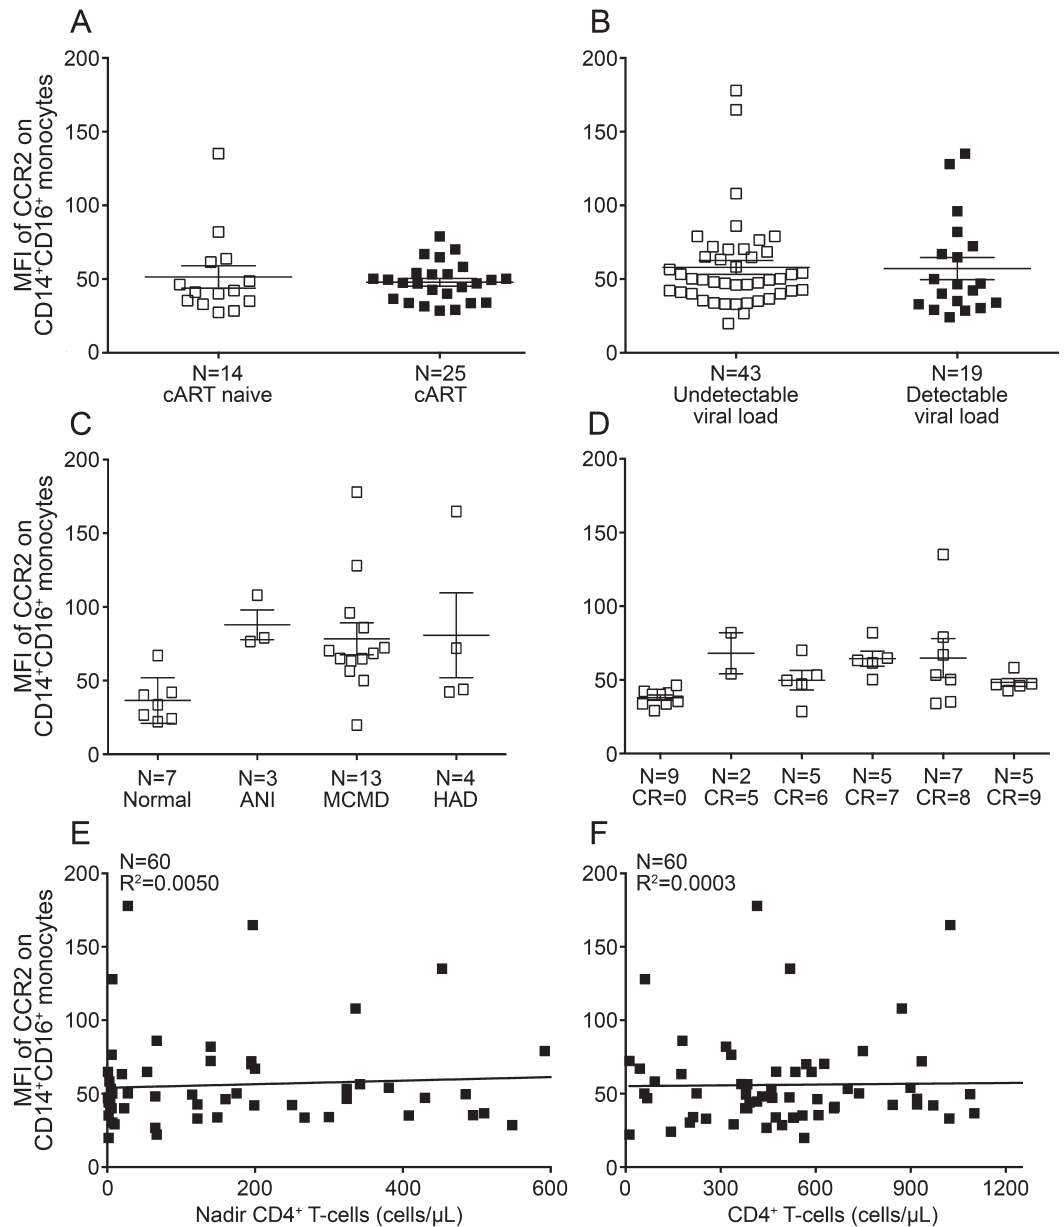 A
MFI of CCR2 on
CD14⁺CD16⁺ monocytes
200
150
100
50
0
N=14
cART naive
N=25
cART
B
200
150
100
50
0
N=43
Undetectable
viral load
N=19
Detectable
viral load
C
MFI of CCR2 on
CD14⁺CD16⁺ monocytes
200
150
100
50
0
N=7
Normal
N=3
ANI
N=13
MCMD
N=4
HAD
D
200
150
100
50
0
N=9
CR=0
N=2
CR=5
N=5
CR=6
N=5
CR=7
N=7
CR=8
N=5
CR=9
E
N=60
R²=0.0050
MFI of CCR2 on
CD14⁺CD16⁺ monocytes
200
150
100
50
0
0 200 400 600
Nadir CD4⁺ T-cells (cells/µL)
F
N=60
R²=0.0003
200
150
100
50
0
0 300 600 900 1200
CD4⁺ T-cells (cells/µL)